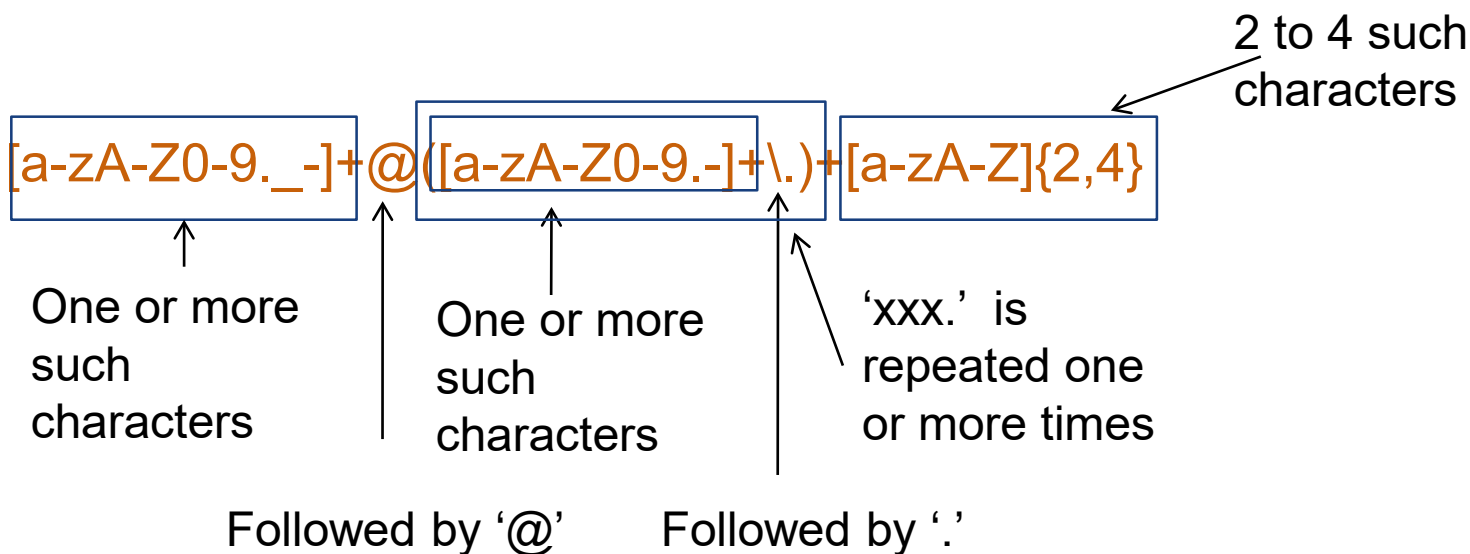 2 to 4 such
characters
[a-zA-Z0-9._-]+@([a-zA-Z0-9.-]+\.)+[a-zA-Z]{2,4}
One or more
such
characters
One or more
such
characters
‘xxx.’ is
repeated one
or more times
Followed by ‘@’
Followed by ‘.’